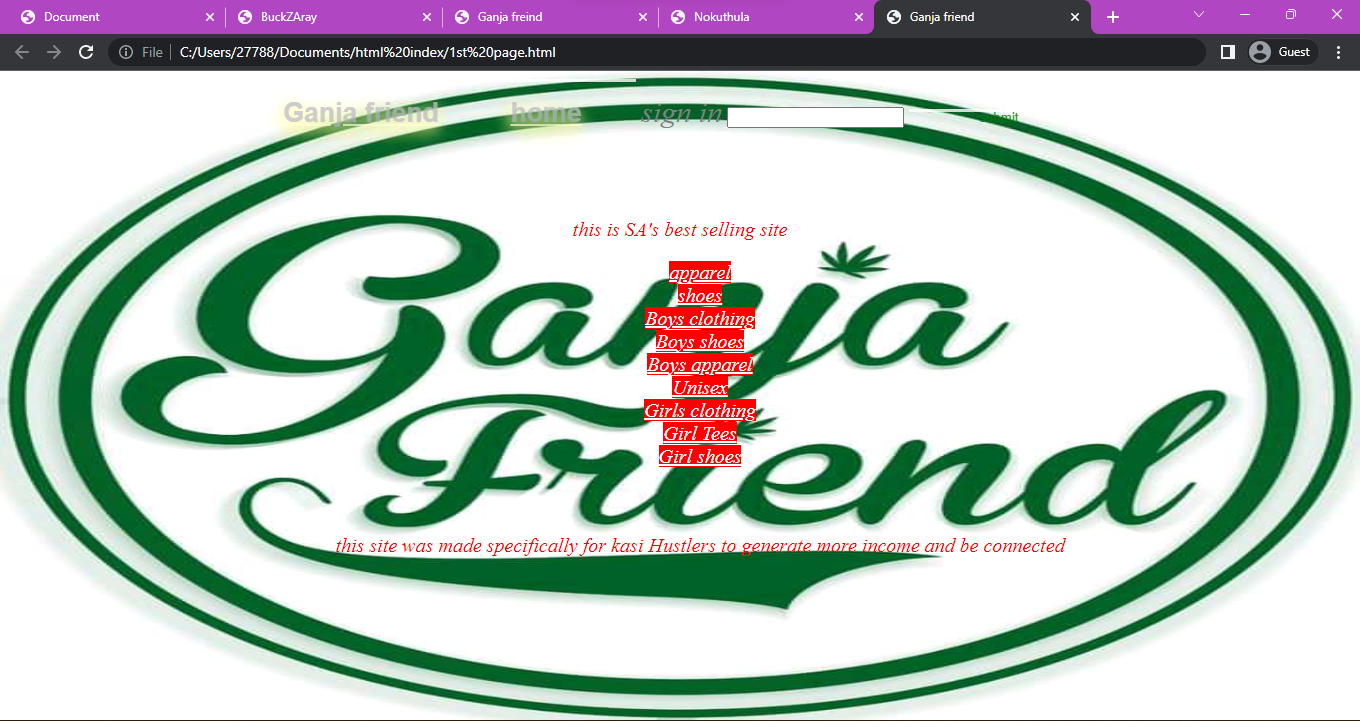 Document
BuckZAray
Ganja freind
Nokuthula
Ganja friend
File C:/Users/27788/Documents/html%20index/1st%20page.html
Guest
Ganja friend home sign in submit
this is SA's best selling site
apparel
shoes
Boys clothing
Boys shoes
Boys apparel
Unisex
Girls clothing
Girl Tees
Girl shoes
Ganja
Friend
this site was made specifically for kasi Hustlers to generate more income and be connected